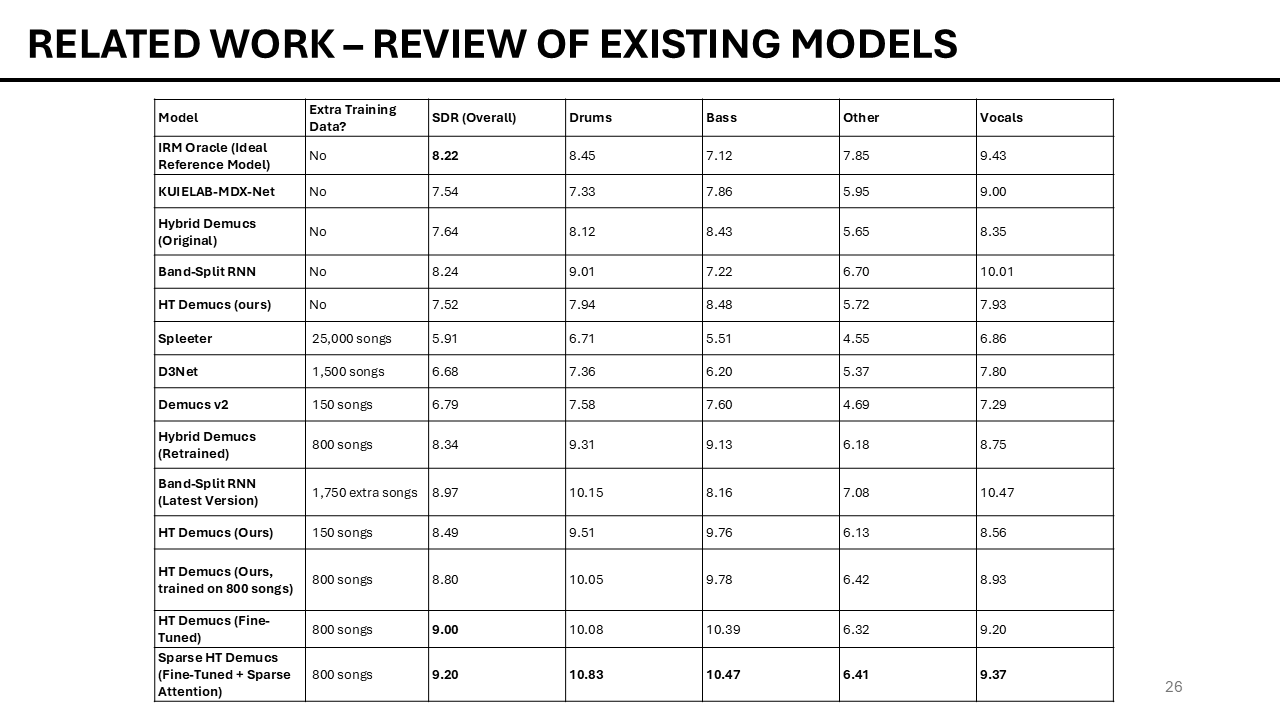 RELATED WORK – REVIEW OF EXISTING MODELS
Model Extra Training Data? SDR (Overall) Drums Bass Other Vocals
IRM Oracle (Ideal Reference Model) No 8.22 8.45 7.12 7.85 9.43
KUIELAB-MDX-Net No 7.54 7.33 7.86 5.95 9.00
Hybrid Demucs (Original) No 7.64 8.12 8.43 5.65 8.35
Band-Split RNN No 8.24 9.01 7.22 6.70 10.01
HT Demucs (ours) No 7.52 7.94 8.48 5.72 7.93
Spleeter 25,000 songs 5.91 6.71 5.51 4.55 6.86
D3Net 1,500 songs 6.68 7.36 6.20 5.37 7.80
Demucs v2 150 songs 6.79 7.58 7.60 4.69 7.29
Hybrid Demucs (Retrained) 800 songs 8.34 9.31 9.13 6.18 8.75
Band-Split RNN (Latest Version) 1,750 extra songs 8.97 10.15 8.16 7.08 10.47
HT Demucs (Ours) 150 songs 8.49 9.51 9.76 6.13 8.56
HT Demucs (Ours, trained on 800 songs) 800 songs 8.80 10.05 9.78 6.42 8.93
HT Demucs (Fine-Tuned) 800 songs 9.00 10.08 10.39 6.32 9.20
Sparse HT Demucs (Fine-Tuned + Sparse Attention) 800 songs 9.20 10.83 10.47 6.41 9.37
26